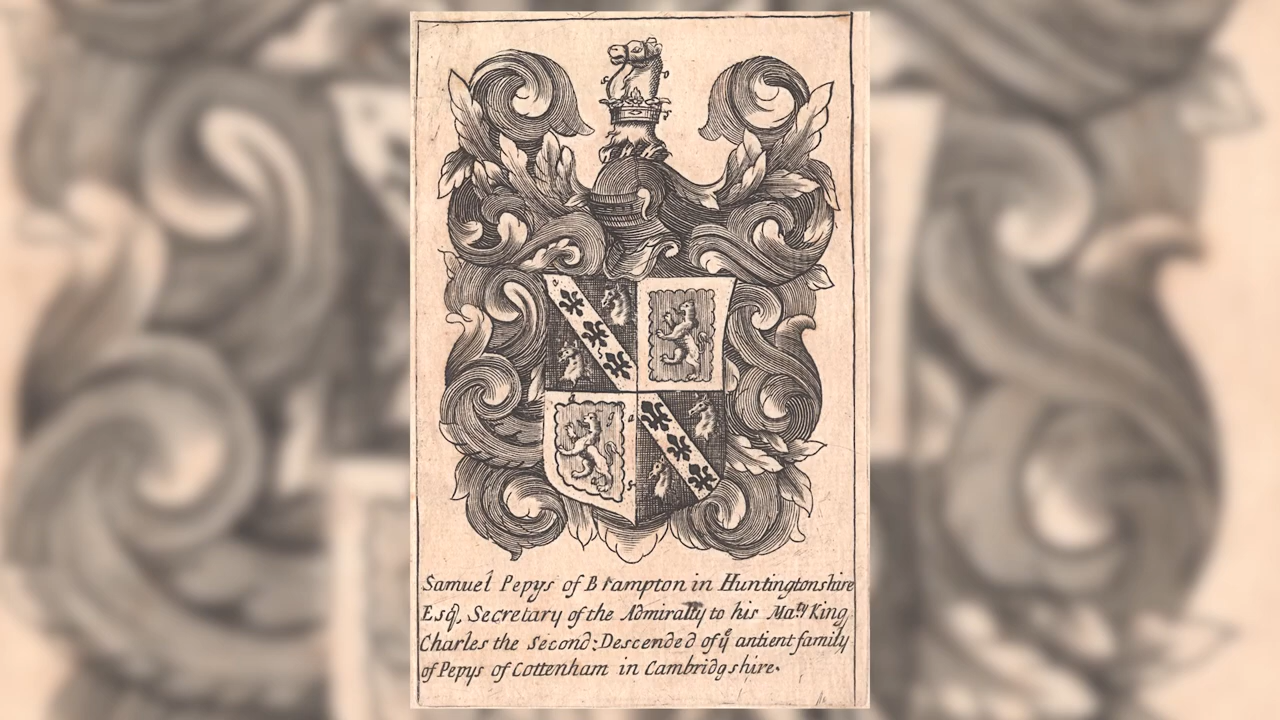 Samuel Pepys of Brampton in Huntingtonshire
Esq, Secretary of the Admiralty to his Maty King
Charles the Second: Descended of ye antient family
of Pepys of Cottenham in Cambridgshire.